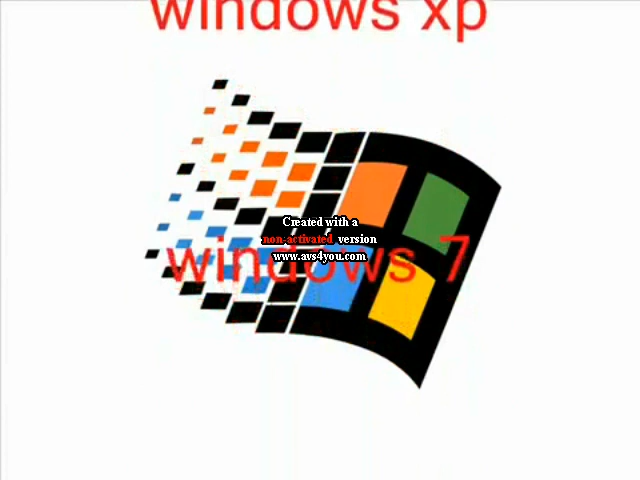 windows xp
Created with a
non-activated version
www.avs4you.com
windows 7